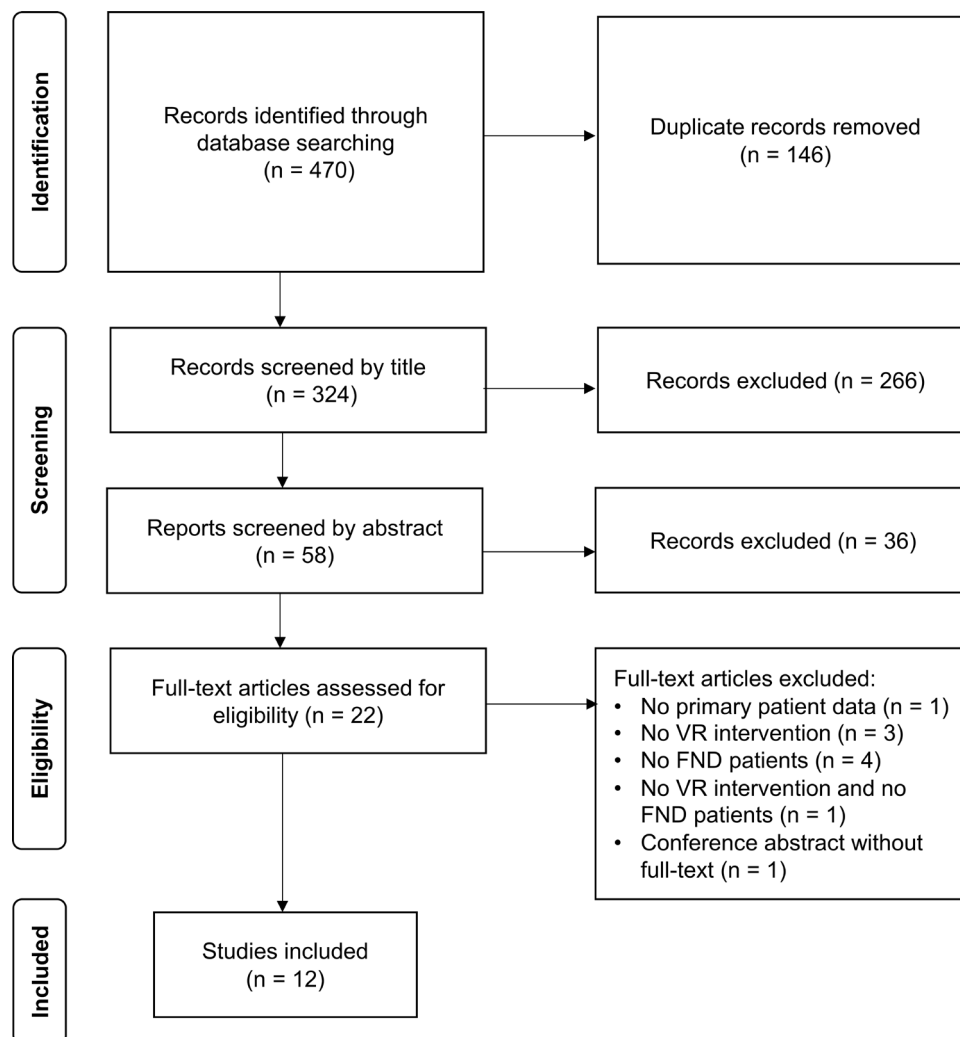 Identification
Records identified through
database searching
(n = 470)
Duplicate records removed
(n = 146)
Screening
Records screened by title
(n = 324)
Records excluded (n = 266)
Reports screened by abstract
(n = 58)
Records excluded (n = 36)
Eligibility
Full-text articles assessed for
eligibility (n = 22)
Full-text articles excluded:
• No primary patient data (n = 1)
• No VR intervention (n = 3)
• No FND patients (n = 4)
• No VR intervention and no
FND patients (n = 1)
• Conference abstract without
full-text (n = 1)
Included
Studies included
(n = 12)